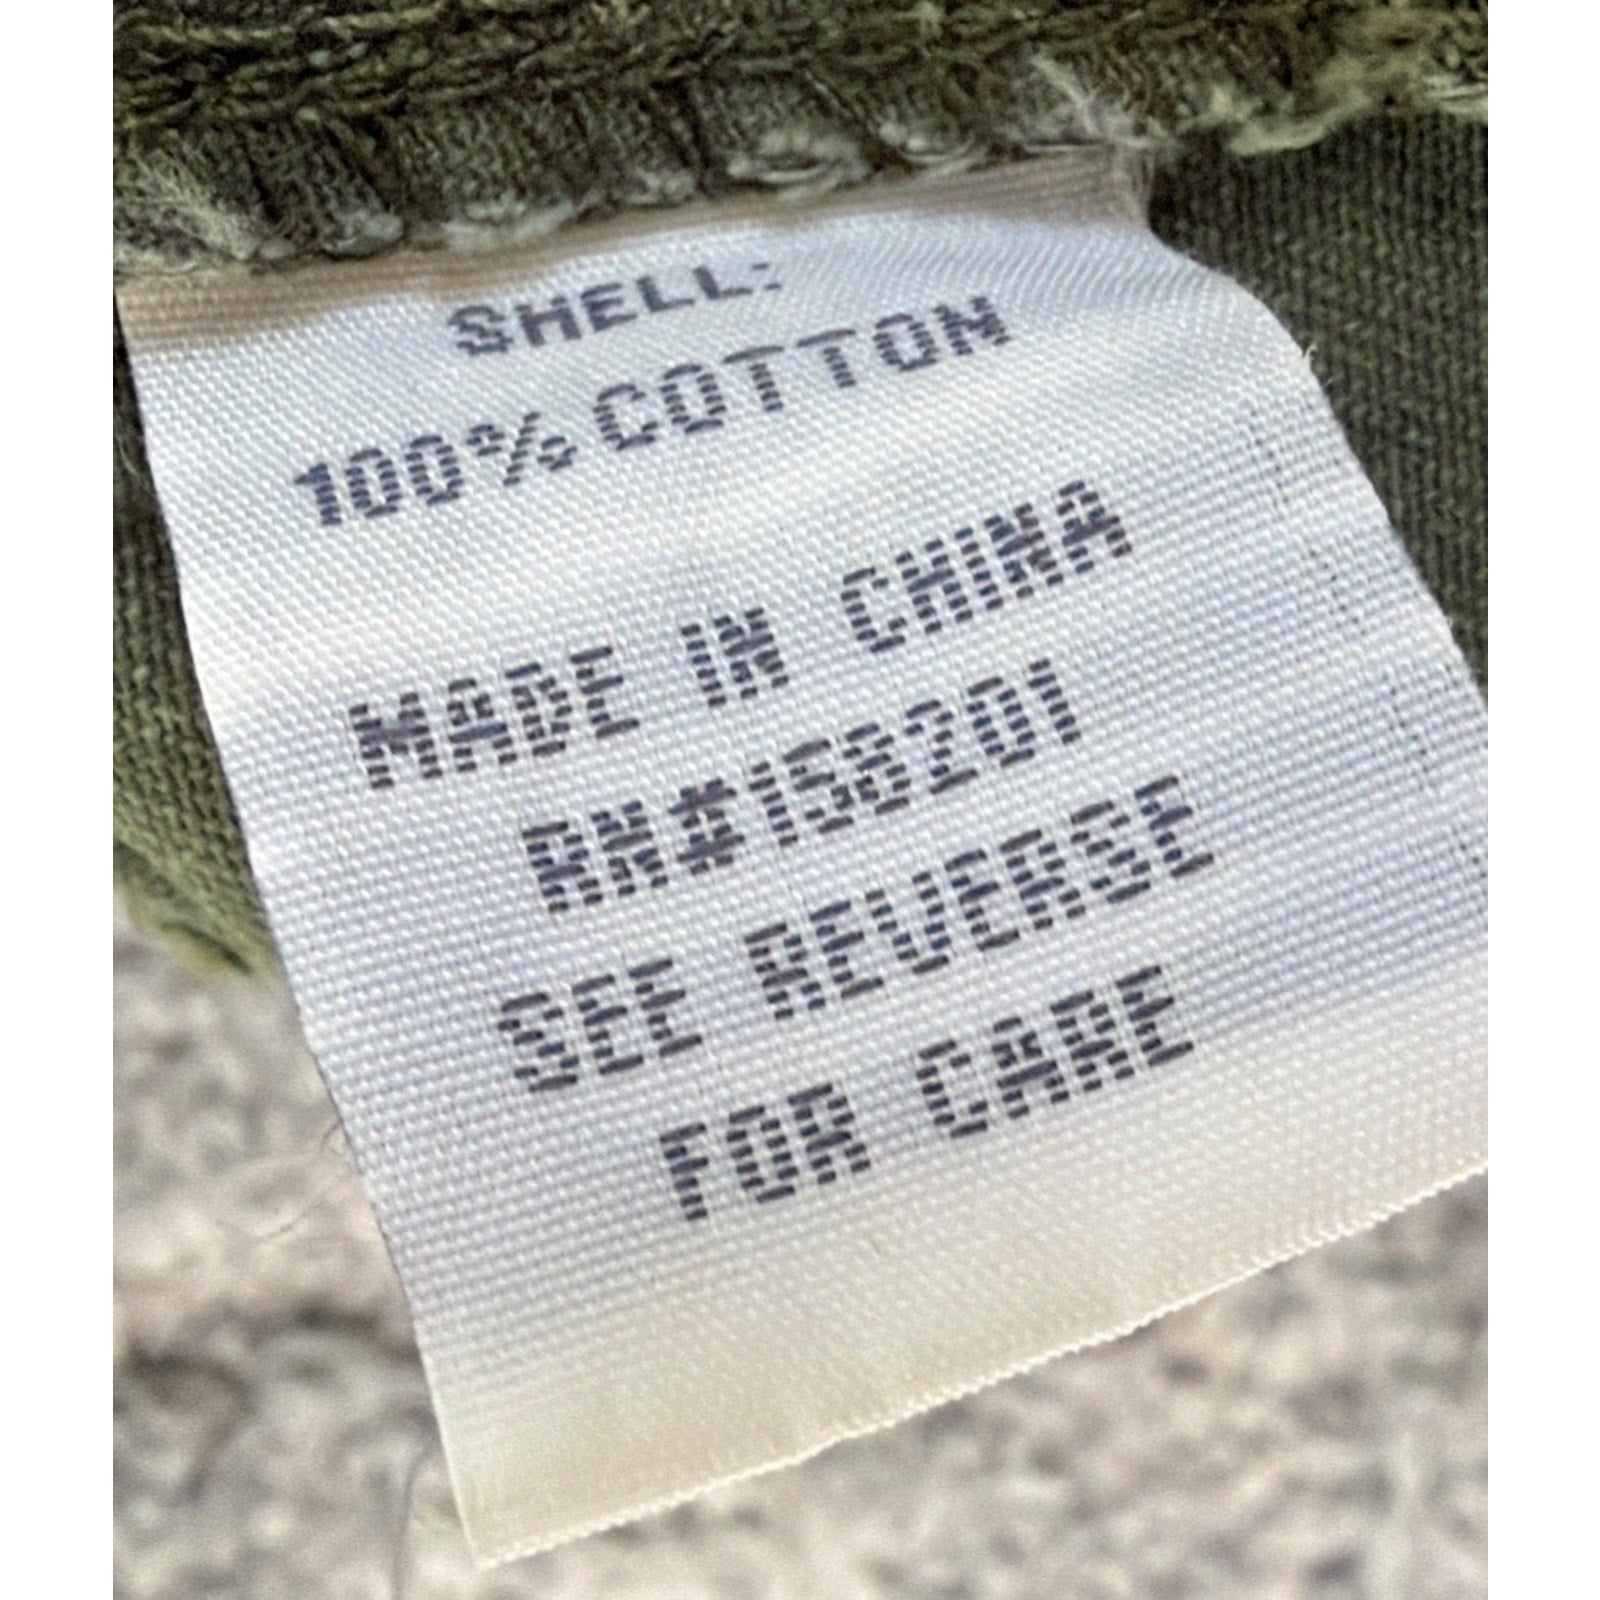 SHELL:
100% COTTON
MADE IN CHINA
RN#158201
SEE REVERSE
FOR CARE